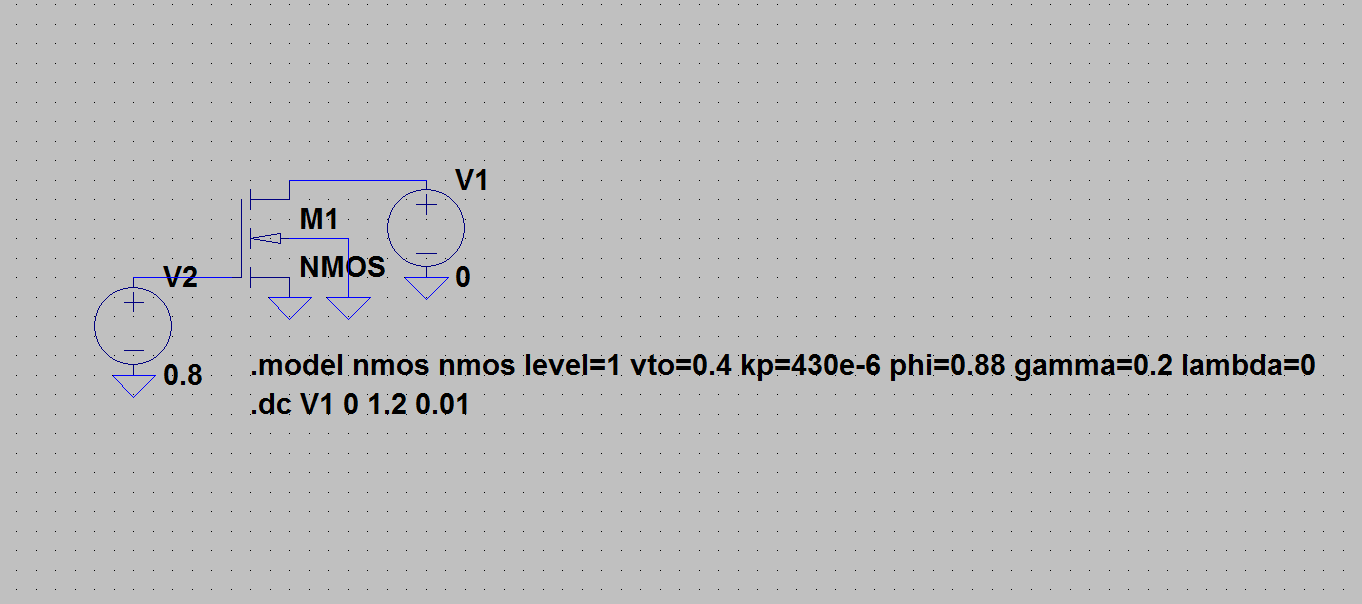 V1
M1
NMOS
V2
0
0.8
.model nmos nmos level=1 vto=0.4 kp=430e-6 phi=0.88 gamma=0.2 lambda=0
.dc V1 0 1.2 0.01